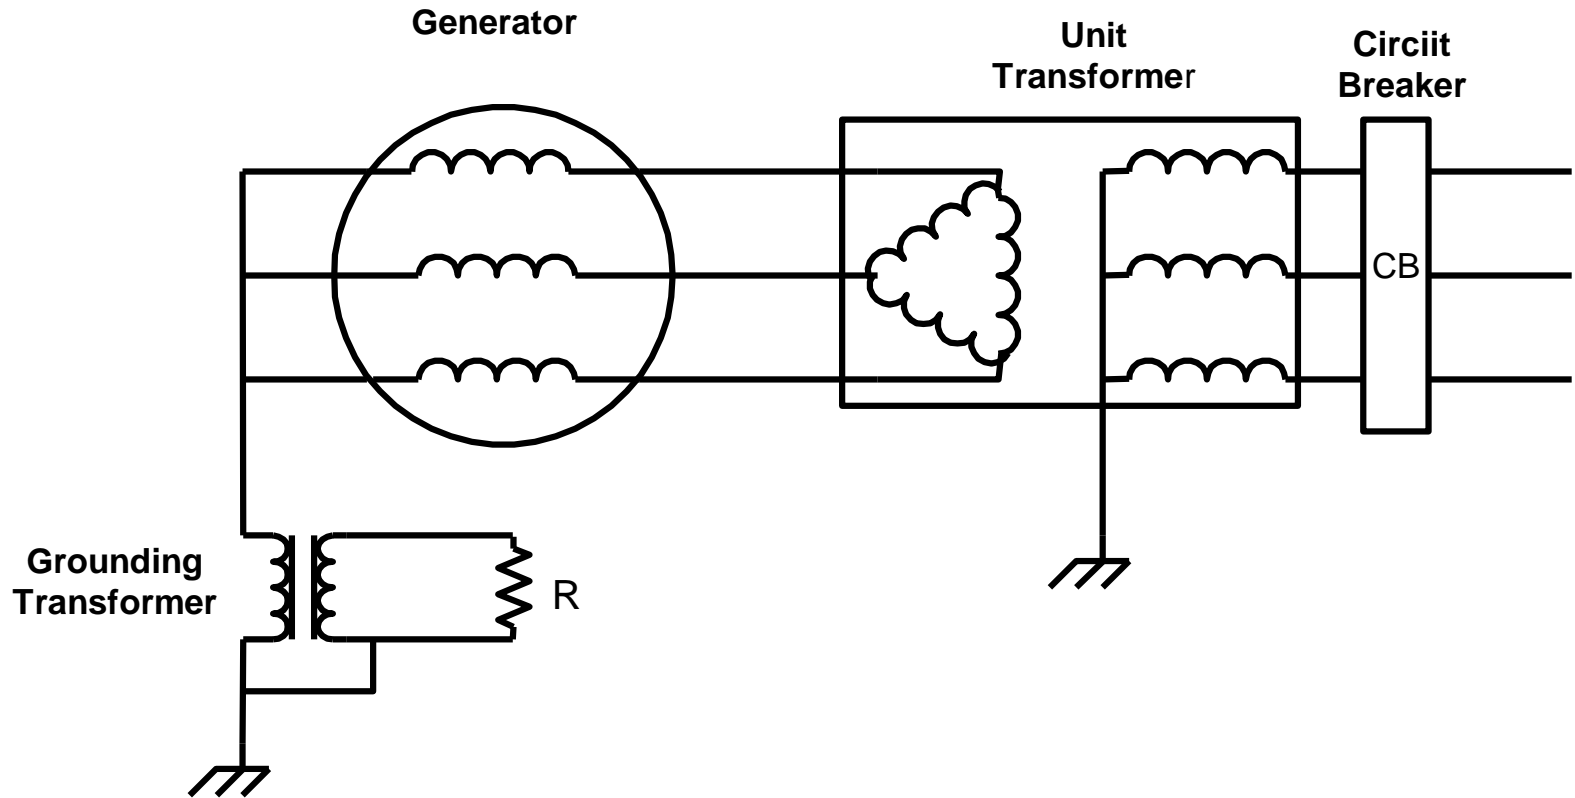 Generator
Unit
Transformer
Circiit
Breaker
CB
Grounding
Transformer
R